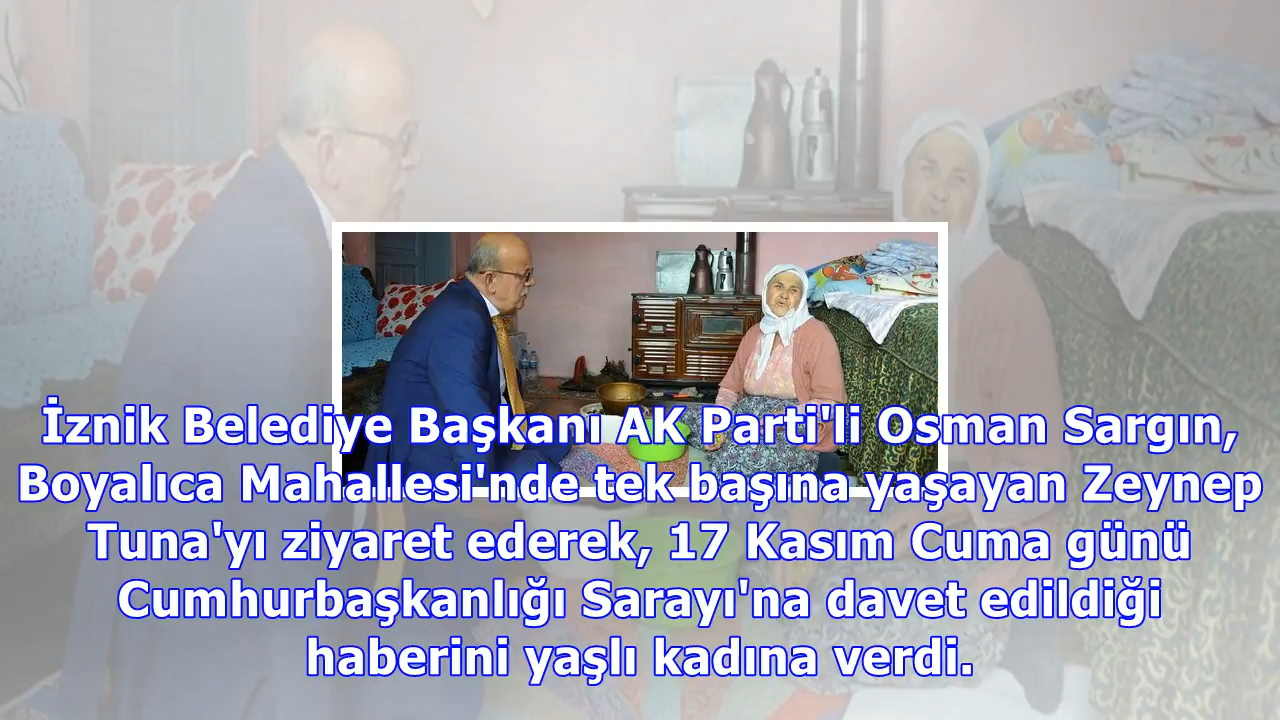 İznik Belediye Başkanı AK Parti'li Osman Sargın,
Boyalıca Mahallesi'nde tek başına yaşayan Zeynep
Tuna'yı ziyaret ederek, 17 Kasım Cuma günü
Cumhurbaşkanlığı Sarayı'na davet edildiği
haberini yaşlı kadına verdi.